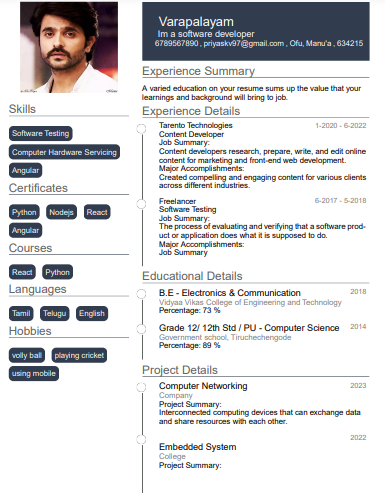 Varapalayam
Im a software developer
6789567890 , priyaskv97@gmail.com , Ofu, Manu'a , 634215
Skills
Software Testing
Computer Hardware Servicing
Angular
Certificates
Python Nodejs React
Angular
Courses
React Python
Languages
Tamil Telugu English
Hobbies
volly ball playing cricket
using mobile
Experience Summary
A varied education on your resume sums up the value that your
learnings and background will bring to job.
Experience Details
Tarento Technologies 1-2020 - 6-2022
Content Developer
Job Summary:
Content developers research, prepare, write, and edit online
content for marketing and front-end web development.
Major Accomplishments:
Created compelling and engaging content for various clients
across different industries.
Freelancer 6-2017 - 5-2018
Software Testing
Job Summary:
The process of evaluating and verifying that a software prod-
uct or application does what it is supposed to do.
Major Accomplishments:
Job Summary
Educational Details
B.E - Electronics & Communication 2018
Vidyaa Vikas College of Engineering and Technology
Percentage: 73 %
Grade 12/ 12th Std / PU - Computer Science 2014
Government school, Tiruchechengode
Percentage: 89 %
Project Details
Computer Networking 2023
Company
Project Summary:
Interconnected computing devices that can exchange data
and share resources with each other.
2022
Embedded System
College
Project Summary: